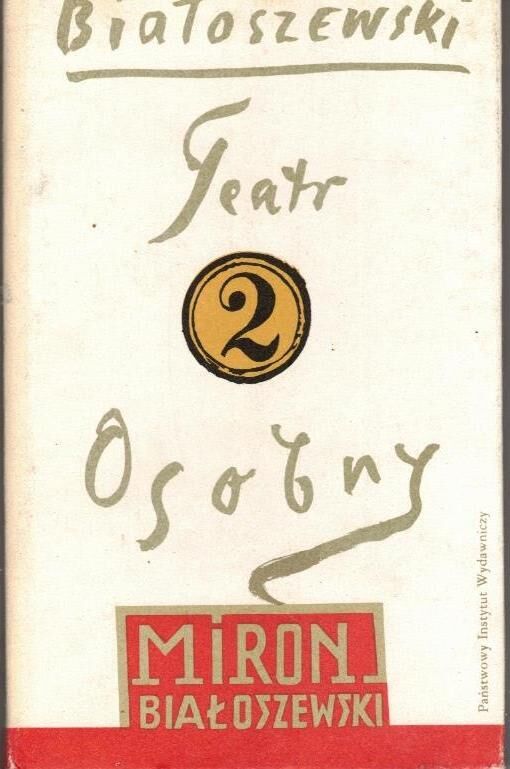 Białoszewski
Teatr
2
Osobny
MiRON
BIAŁOSZEWSKI
Państwowy Instytut Wydawniczy